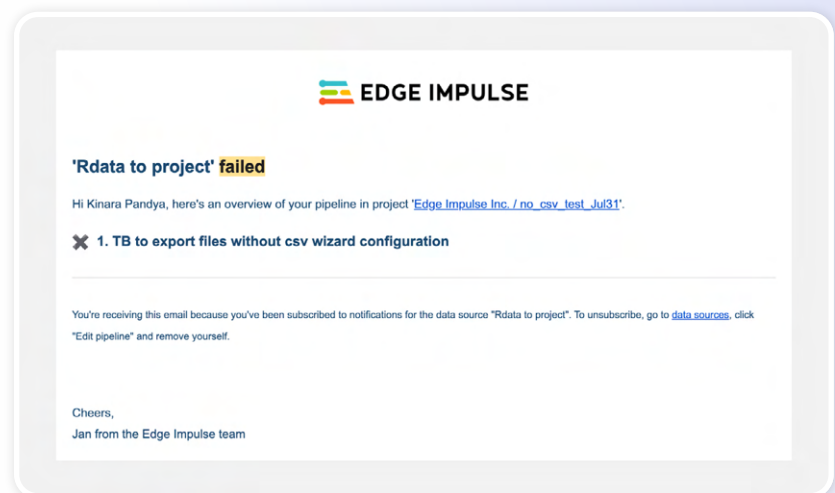 EDGE IMPULSE
'Rdata to project' failed
Hi Kinara Pandya, here's an overview of your pipeline in project 'Edge Impulse Inc. / no_csv_test_Jul31'.
✖ 1. TB to export files without csv wizard configuration
You're receiving this email because you've been subscribed to notifications for the data source "Rdata to project". To unsubscribe, go to data sources, click
"Edit pipeline" and remove yourself.
Cheers,
Jan from the Edge Impulse team